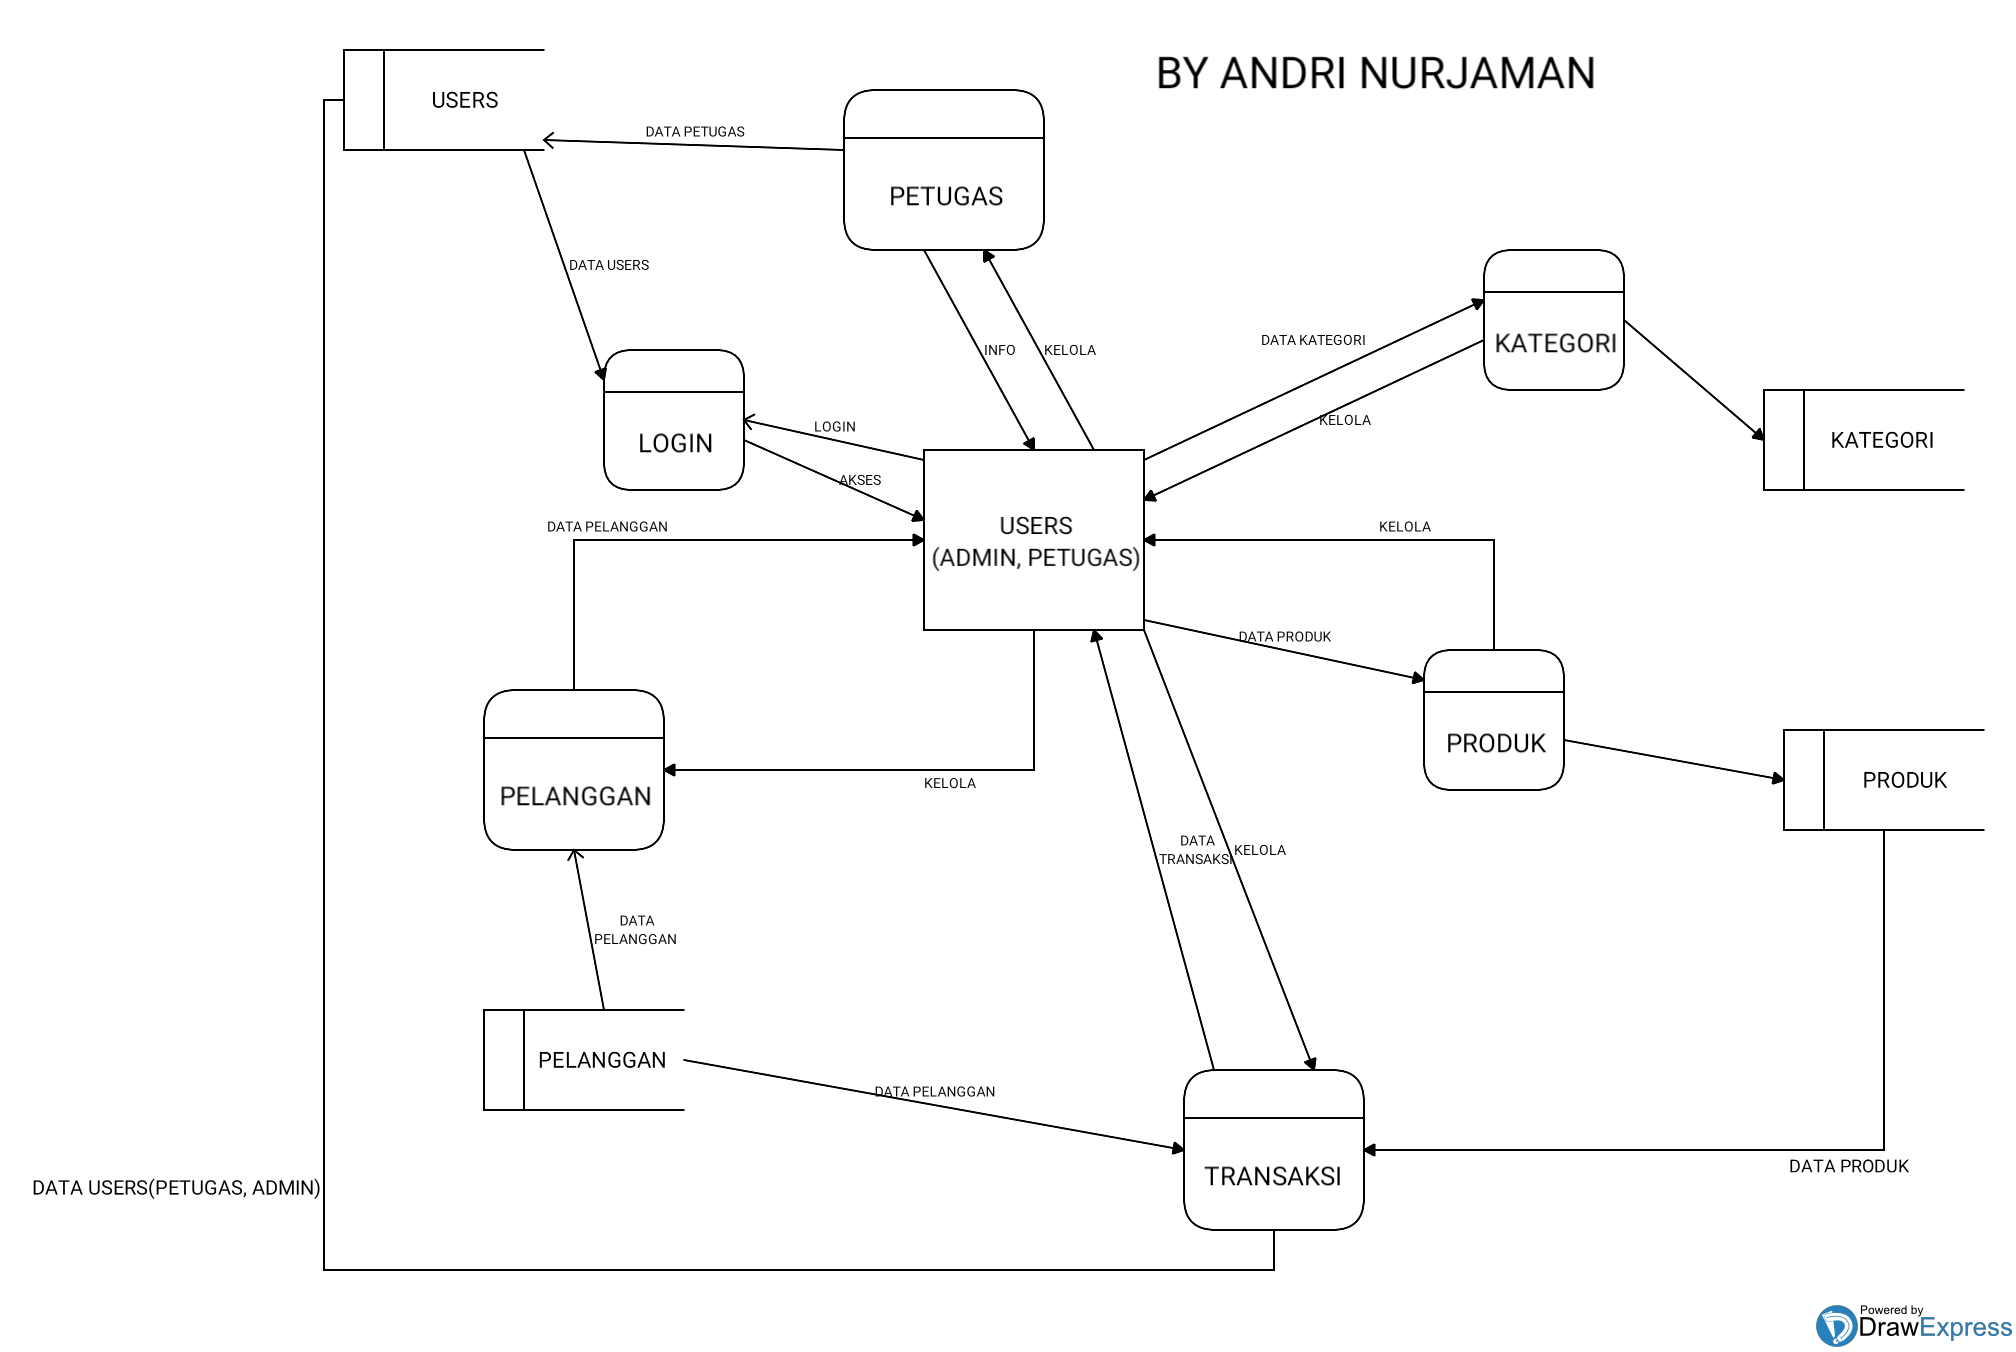 BY ANDRI NURJAMAN
USERS
DATA PETUGAS
PETUGAS
DATA USERS
INFO
KELOLA
DATA KATEGORI
KATEGORI
KELOLA
LOGIN
LOGIN
AKSES
KATEGORI
USERS
(ADMIN, PETUGAS)
DATA PELANGGAN
KELOLA
DATA PRODUK
PRODUK
PRODUK
PELANGGAN
KELOLA
DATA
TRANSAKSI
KELOLA
DATA
PELANGGAN
PELANGGAN
DATA PELANGGAN
TRANSAKSI
DATA PRODUK
DATA USERS(PETUGAS, ADMIN)
Powered by
DrawExpress